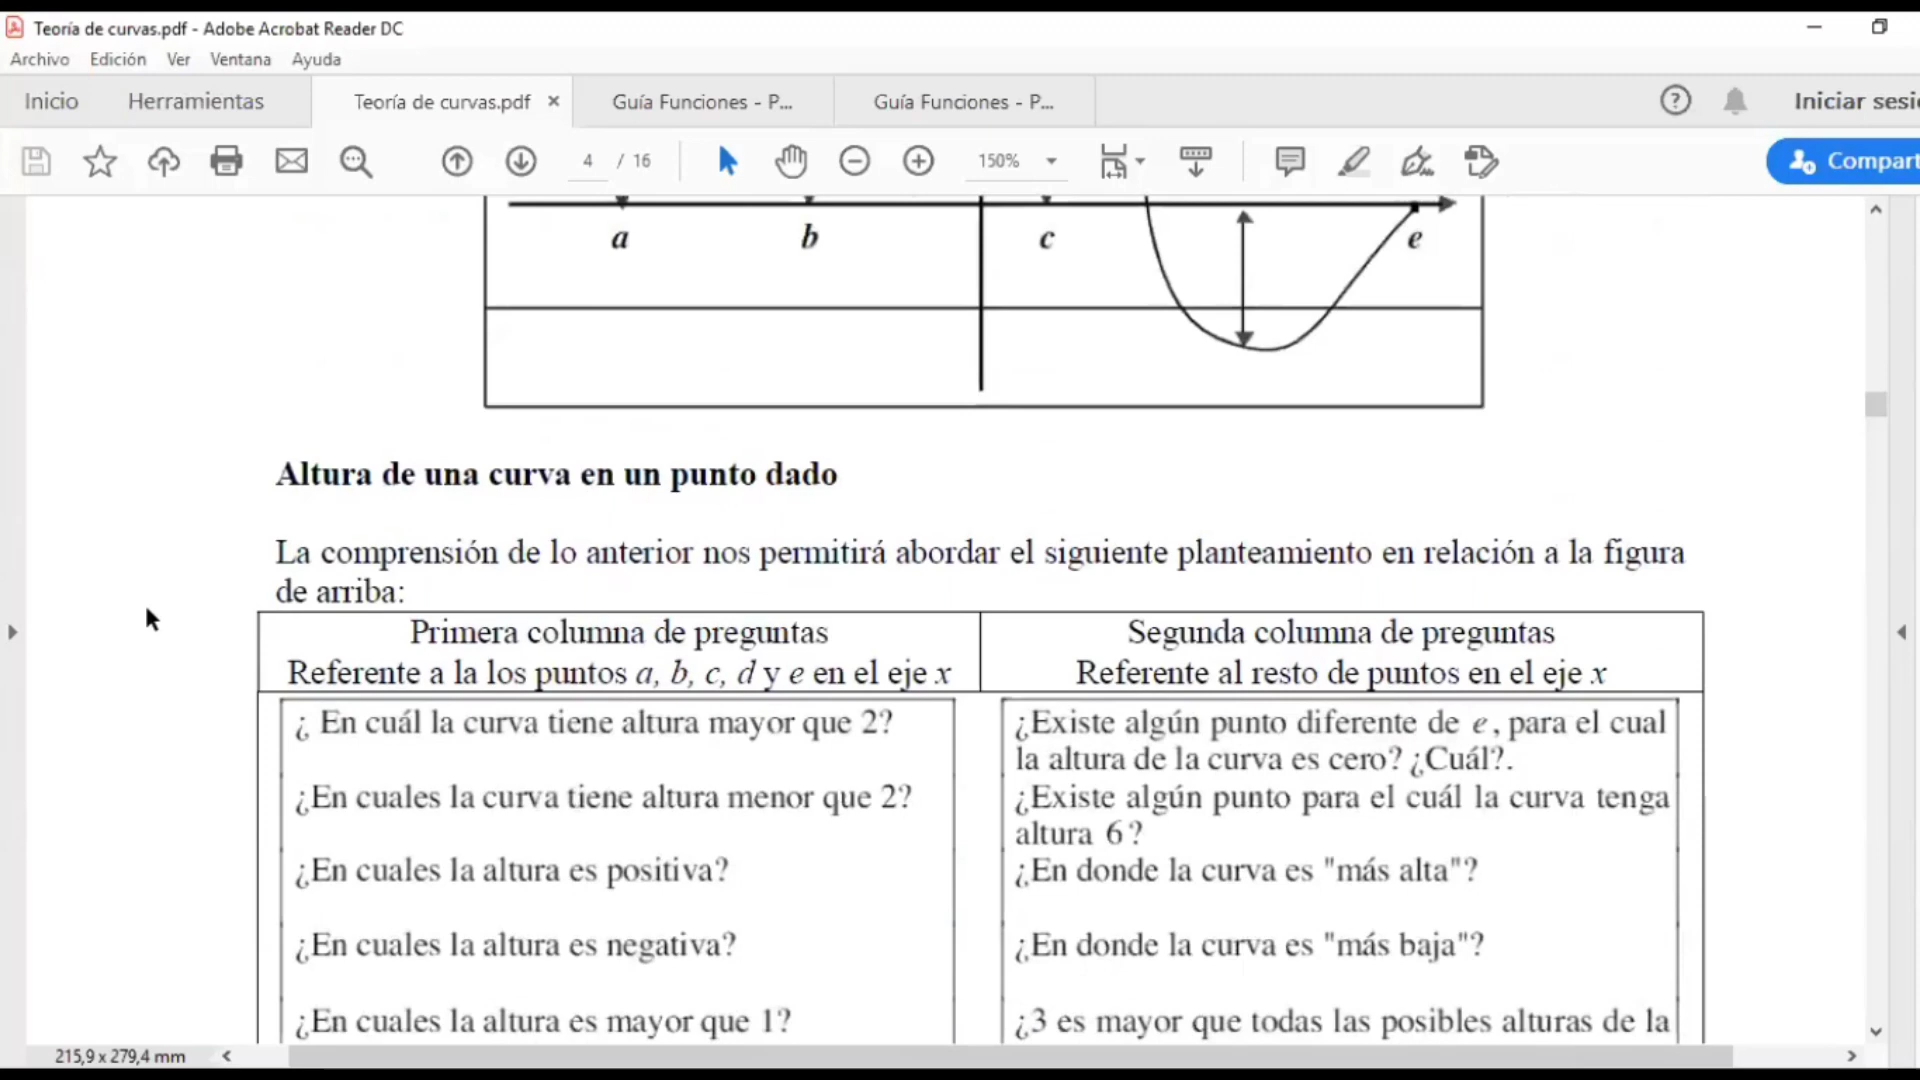 Teoría de curvas.pdf - Adobe Acrobat Reader DC
Archivo Edición Ver Ventana Ayuda
Inicio Herramientas Teoría de curvas.pdf × Guía Funciones - P... Guía Funciones - P... ? Iniciar sesi
4 / 16 150% Compart
a b c e
Altura de una curva en un punto dado
La comprensión de lo anterior nos permitirá abordar el siguiente planteamiento en relación a la figura
de arriba:
Primera columna de preguntas
Referente a la los puntos a, b, c, d y e en el eje x
Segunda columna de preguntas
Referente al resto de puntos en el eje x
¿ En cuál la curva tiene altura mayor que 2?
¿En cuales la curva tiene altura menor que 2?
¿En cuales la altura es positiva?
¿En cuales la altura es negativa?
¿En cuales la altura es mayor que 1?
¿Existe algún punto diferente de e, para el cual
la altura de la curva es cero? ¿Cuál?.
¿Existe algún punto para el cuál la curva tenga
altura 6?
¿En donde la curva es "más alta"?
¿En donde la curva es "más baja"?
¿3 es mayor que todas las posibles alturas de la
215,9 x 279,4 mm